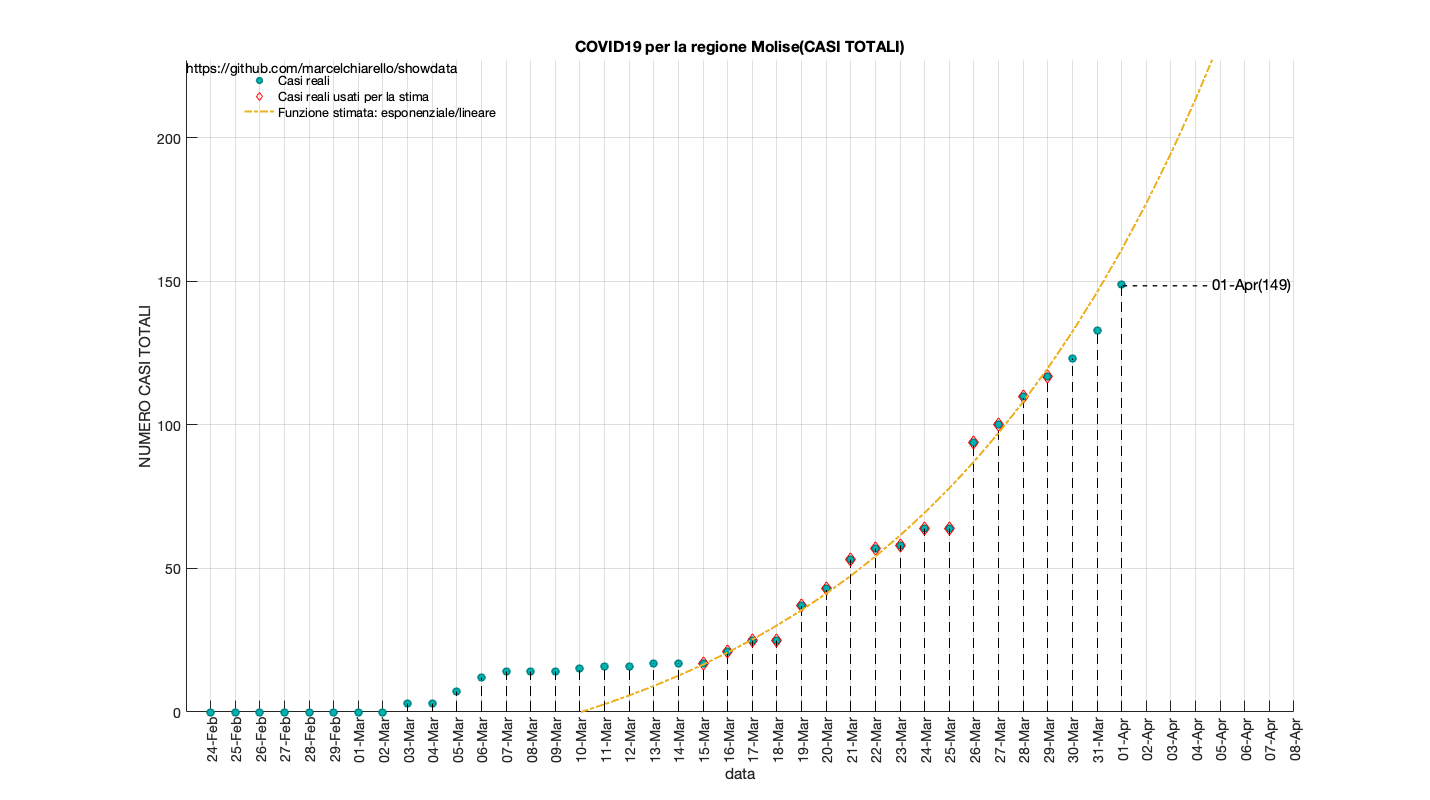 COVID19 per la regione Molise(CASI TOTALI)
https://github.com/marcelchiarello/showdata
Casi reali
Casi reali usati per la stima
Funzione stimata: esponenziale/lineare
NUMERO CASI TOTALI
200
150
100
50
0
01-Apr(149)
24-Feb
25-Feb
26-Feb
27-Feb
28-Feb
29-Feb
01-Mar
02-Mar
03-Mar
04-Mar
05-Mar
06-Mar
07-Mar
08-Mar
09-Mar
10-Mar
11-Mar
12-Mar
13-Mar
14-Mar
15-Mar
16-Mar
17-Mar
18-Mar
19-Mar
20-Mar
21-Mar
22-Mar
23-Mar
24-Mar
25-Mar
26-Mar
27-Mar
28-Mar
29-Mar
30-Mar
31-Mar
01-Apr
02-Apr
03-Apr
04-Apr
05-Apr
06-Apr
07-Apr
08-Apr
data